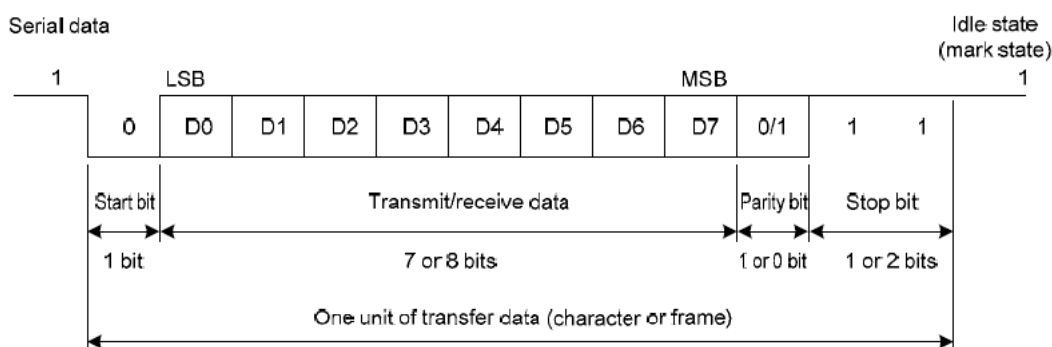 Serial data
Idle state
(mark state)
1 LSB MSB 1
0 D0 D1 D2 D3 D4 D5 D6 D7 0/1 1 1
Start bit Transmit/receive data Parity bit Stop bit
1 bit 7 or 8 bits 1 or 0 bit 1 or 2 bits
One unit of transfer data (character or frame)